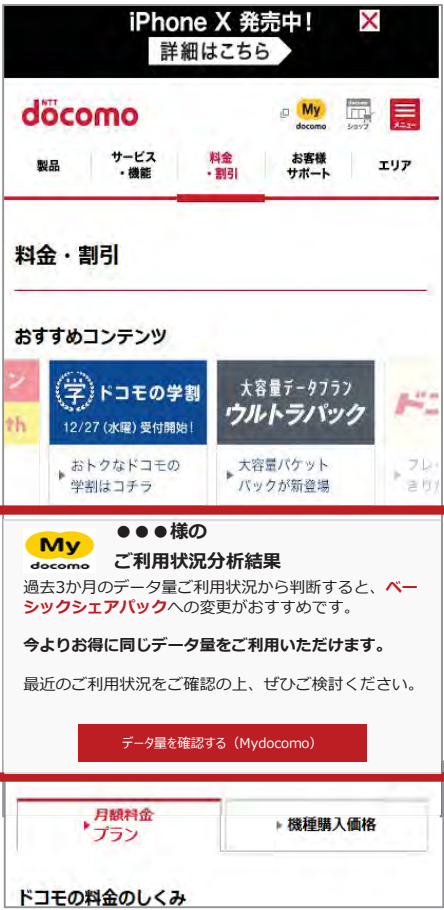 iPhone X 発売中!
詳細はこちら
NTT
döcomo
My
docomo
ショップ
メニュー
製品
サービス
・機能
料金
・割引
お客様
サポート
エリア
料金・割引
おすすめコンテンツ
ン
th
学 ドコモの学割
12/27(水曜)受付開始!
おトクなドコモの
学割はコチラ
大容量データプラン
ウルトラパック
大容量パケット
パックが新登場
ドニ
フレ
きり
My
docomo
●●●様の
ご利用状況分析結果
過去3か月のデータ量ご利用状況から判断すると、ベー
シックシェアパックへの変更がおすすめです。
今よりお得に同じデータ量をご利用いただけます。
最近のご利用状況をご確認の上、ぜひご検討ください。
データ量を確認する(Mydocomo)
月額料金
プラン
機種購入価格
ドコモの料金のしくみ